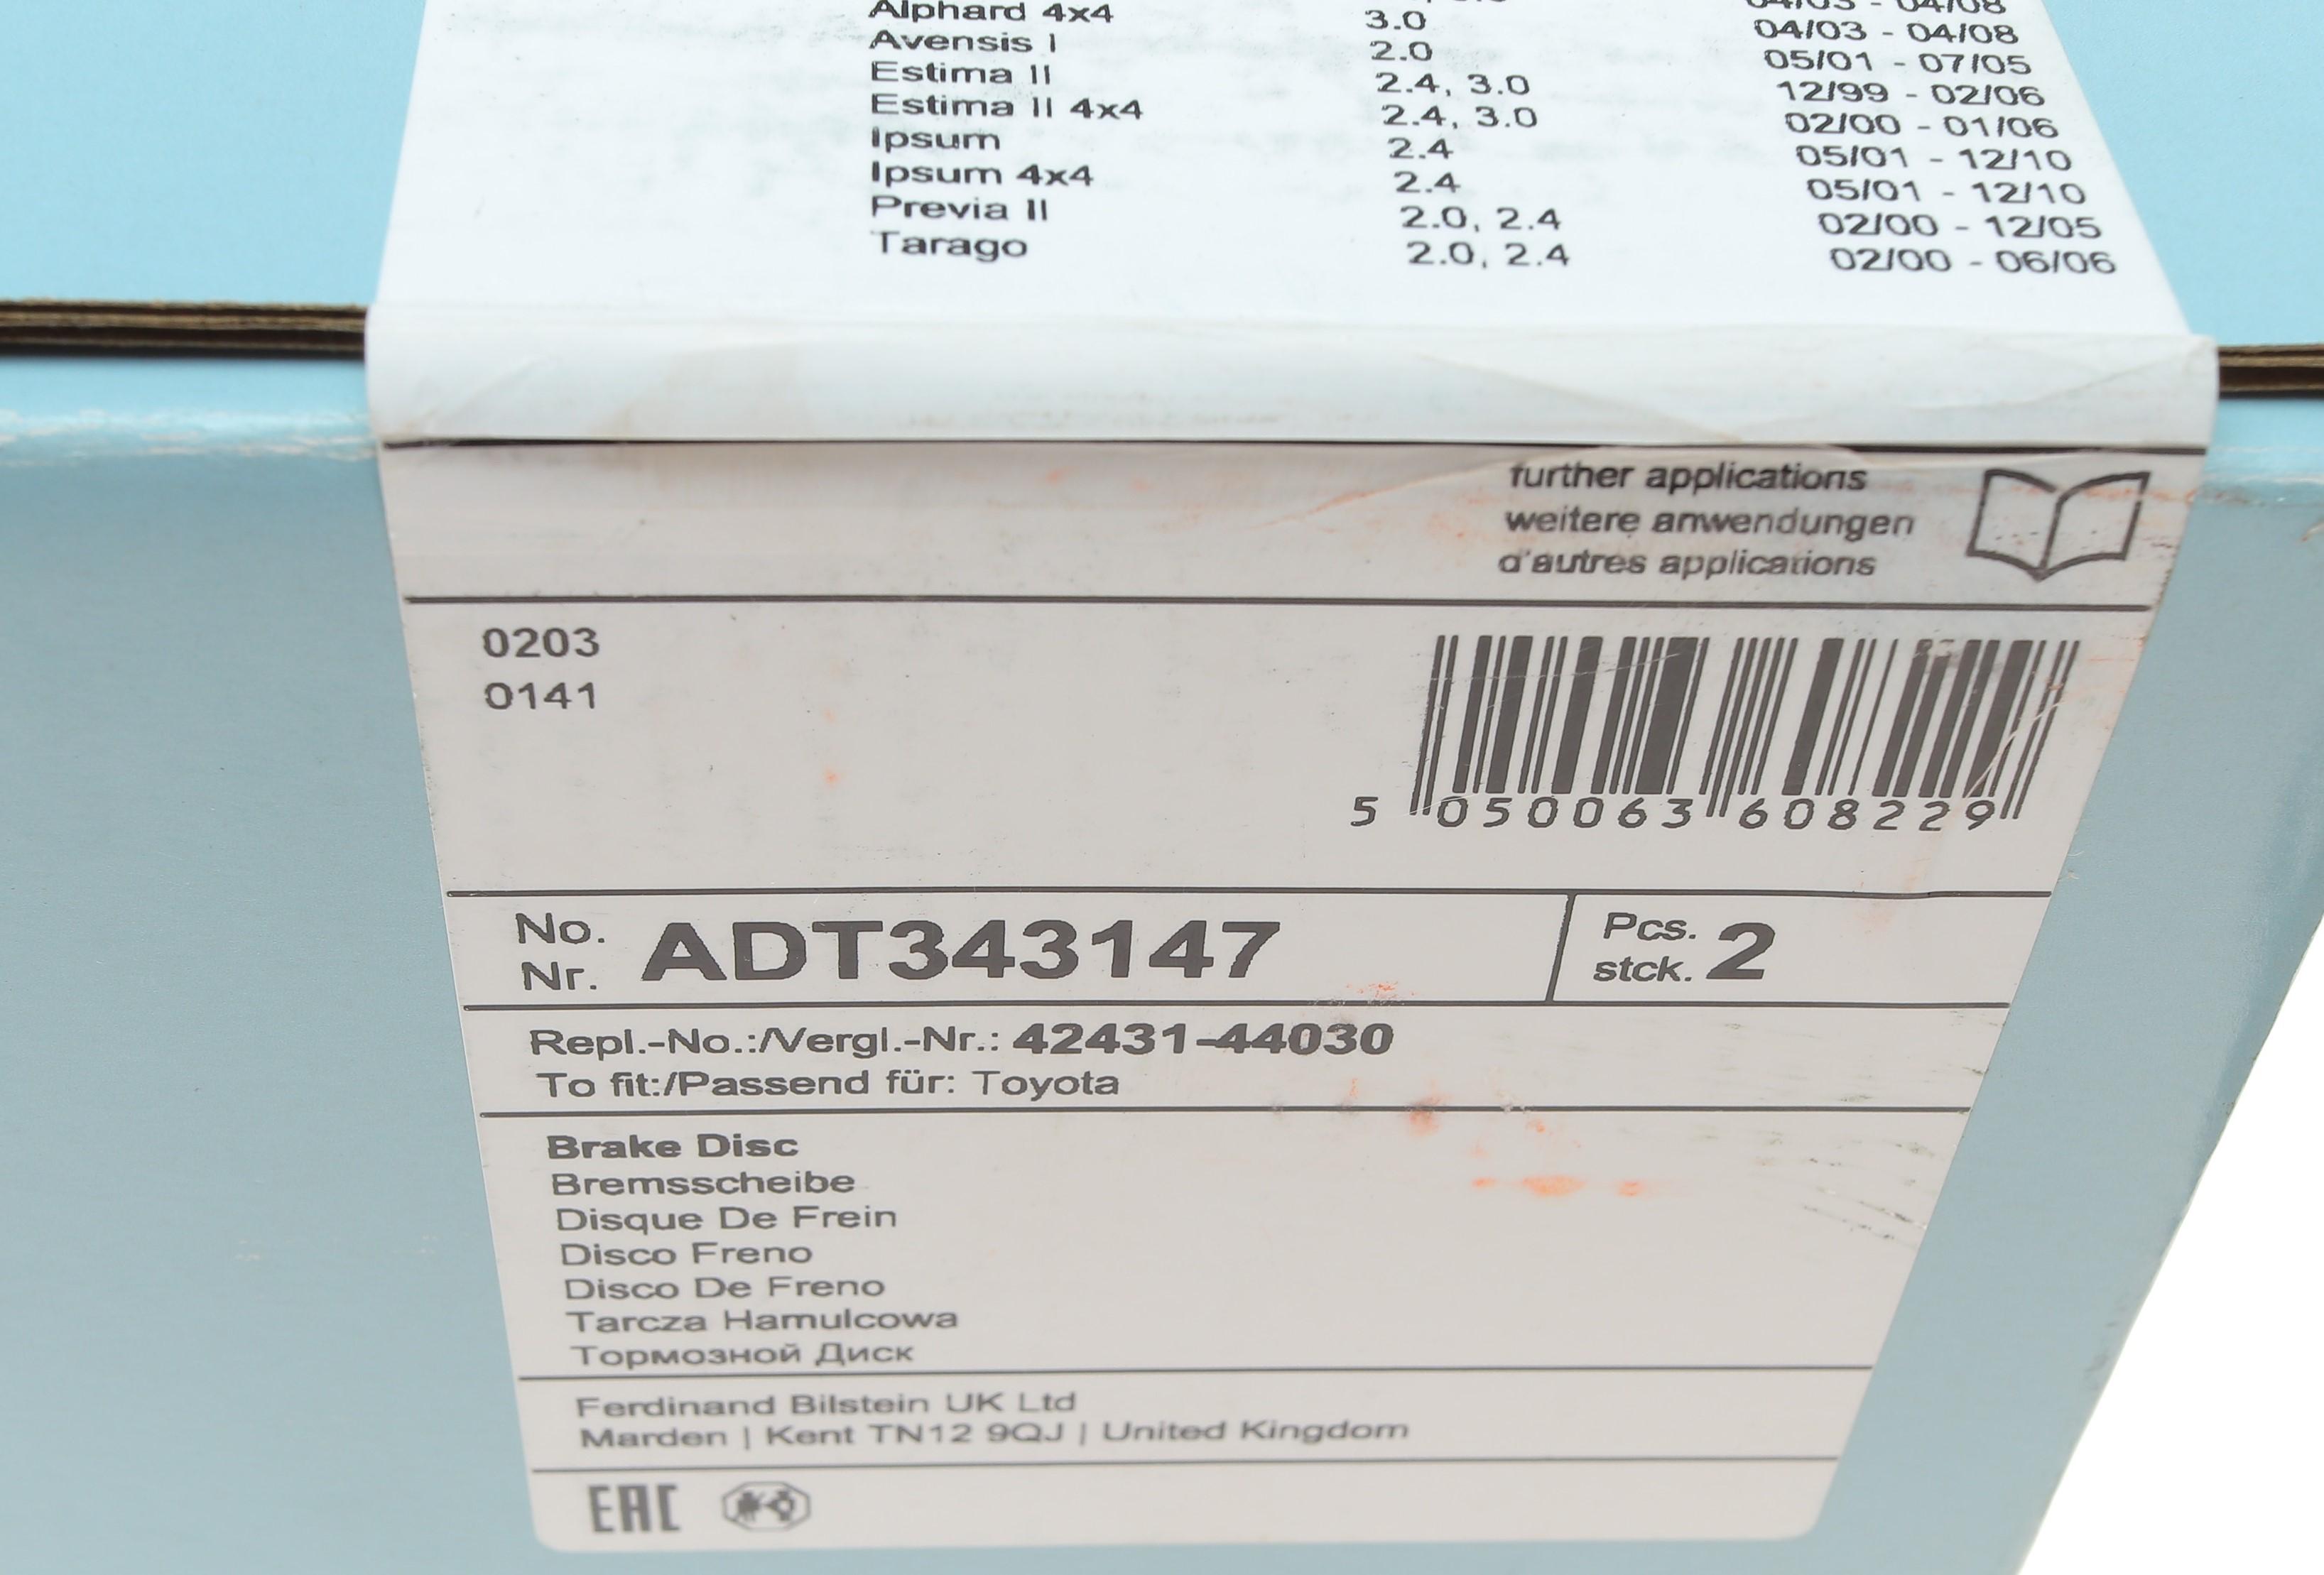 Alphard 4x4 3.0 04/03 - 04/08
Avensis I 2.0 05/01 - 07/05
Estima II 2.4, 3.0 12/99 - 02/06
Estima II 4x4 2.4, 3.0 02/00 - 01/06
Ipsum 2.4 05/01 - 12/10
Ipsum 4x4 2.4 05/01 - 12/10
Previa II 2.0, 2.4 02/00 - 12/05
Tarago 2.0, 2.4 02/00 - 06/06
further applications
weitere anwendungen
d'autres applications
0203
0141
5 050063 608229
No. Nr. ADT343147 Pcs. stck. 2
Repl.-No.:/Vergl.-Nr.: 42431-44030
To fit:/Passend für: Toyota
Brake Disc
Bremsscheibe
Disque De Frein
Disco Freno
Disco De Freno
Tarcza Hamulcowa
Тормозной Диск
Ferdinand Bilstein UK Ltd
Marden | Kent TN12 9QJ | United Kingdom
EAC